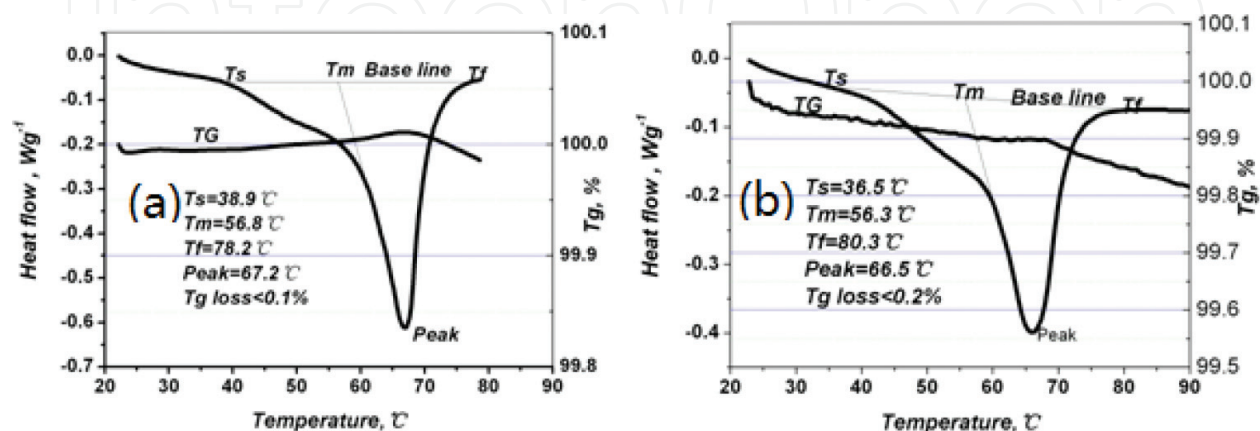 0.0
-0.1
-0.2
-0.3
-0.4
-0.5
-0.6
-0.7
Heat flow , Wg⁻¹
Ts
Tm Base line
Tf
TG
(a)
Ts=38.9 ℃
Tm=56.8 ℃
Tf=78.2 ℃
Peak=67.2 ℃
Tg loss<0.1%
Peak
100.1
100.0
99.9
99.8
Tg, %
20 30 40 50 60 70 80 90
Temperature, ℃
0.0
-0.1
-0.2
-0.3
-0.4
Heat flow , Wg⁻¹
Ts
Tm
Base line
Tf
TG
(b)
Ts=36.5 ℃
Tm=56.3 ℃
Tf=80.3 ℃
Peak=66.5 ℃
Tg loss<0.2%
Peak
100.1
100.0
99.9
99.8
99.7
99.6
99.5
Tg, %
20 30 40 50 60 70 80 90
Temperature, ℃